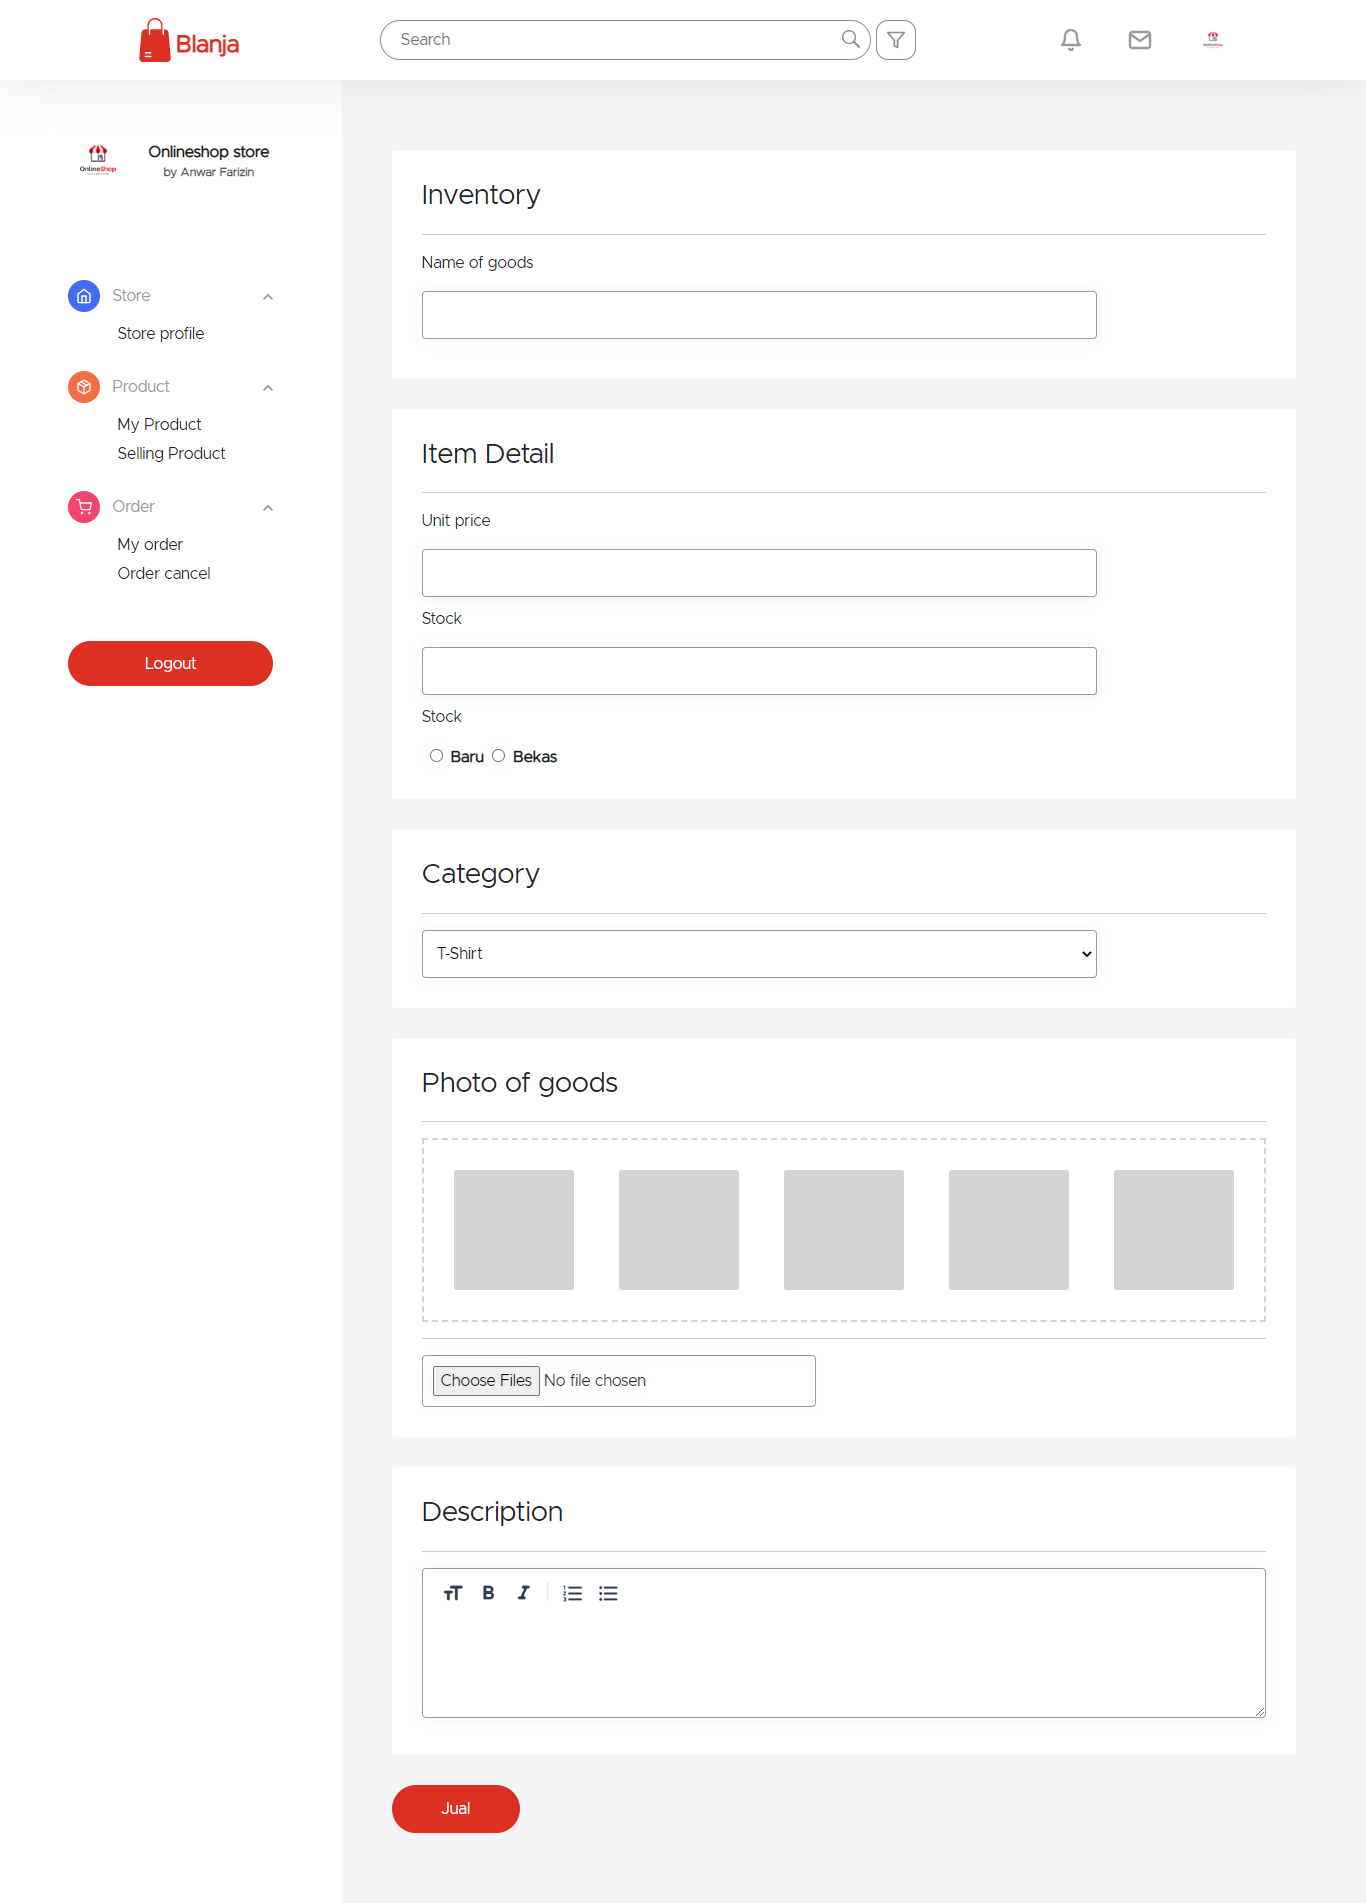 Blanja
Search
OnlineShop
OnlineShop
Onlineshop store
by Anwar Farizin
Store
Store profile
Product
My Product
Selling Product
Order
My order
Order cancel
Logout
Inventory
Name of goods
Item Detail
Unit price
Stock
Stock
Baru Bekas
Category
T-Shirt
Photo of goods
Choose Files No file chosen
Description
Jual